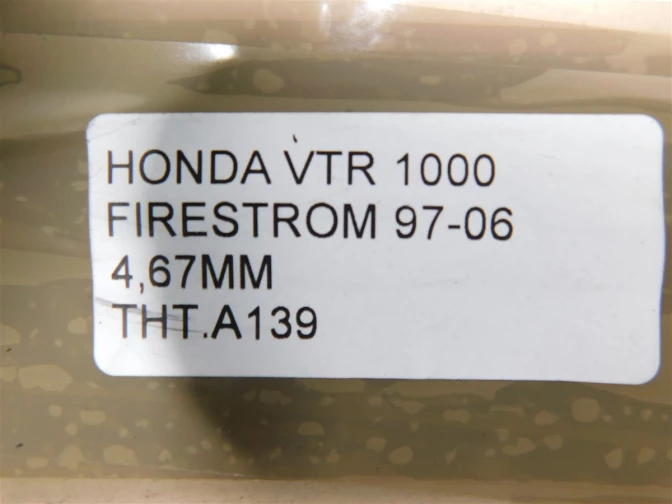 HONDA VTR 1000
FIRESTROM 97-06
4,67MM
THT.A139